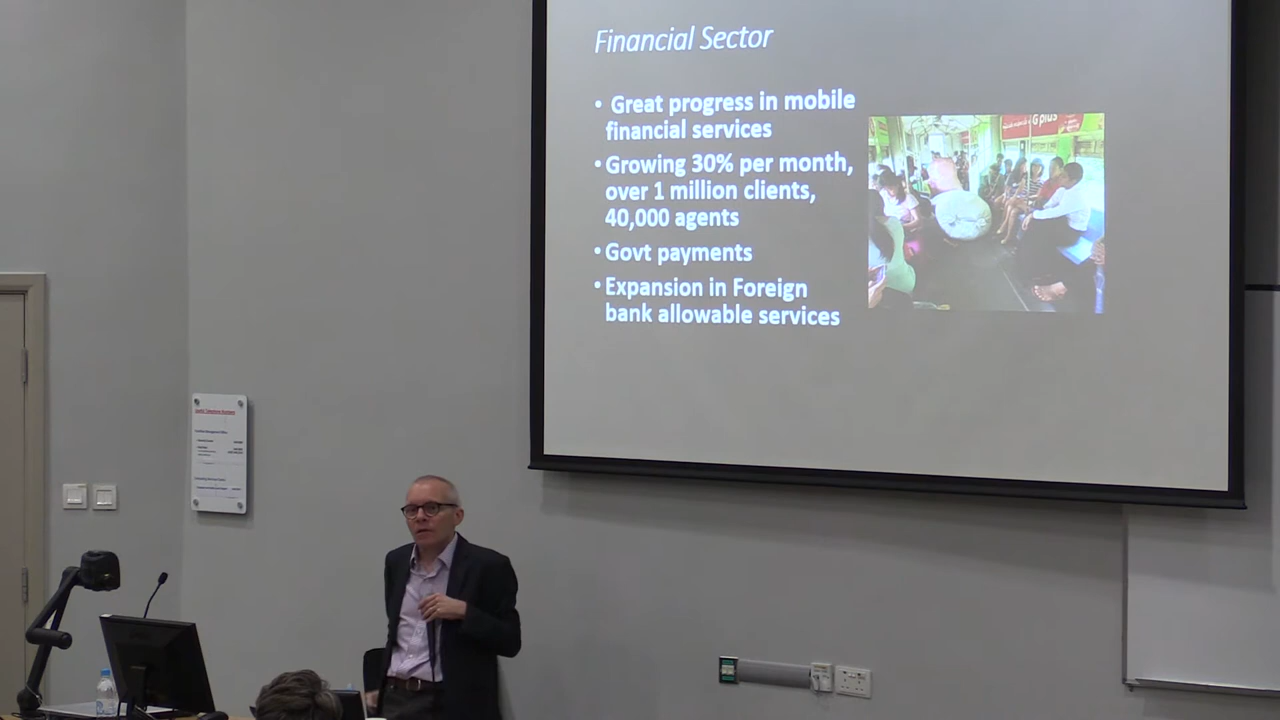 Financial Sector
• Great progress in mobile
financial services
• Growing 30% per month,
over 1 million clients,
40,000 agents
• Govt payments
• Expansion in Foreign
bank allowable services
G plus